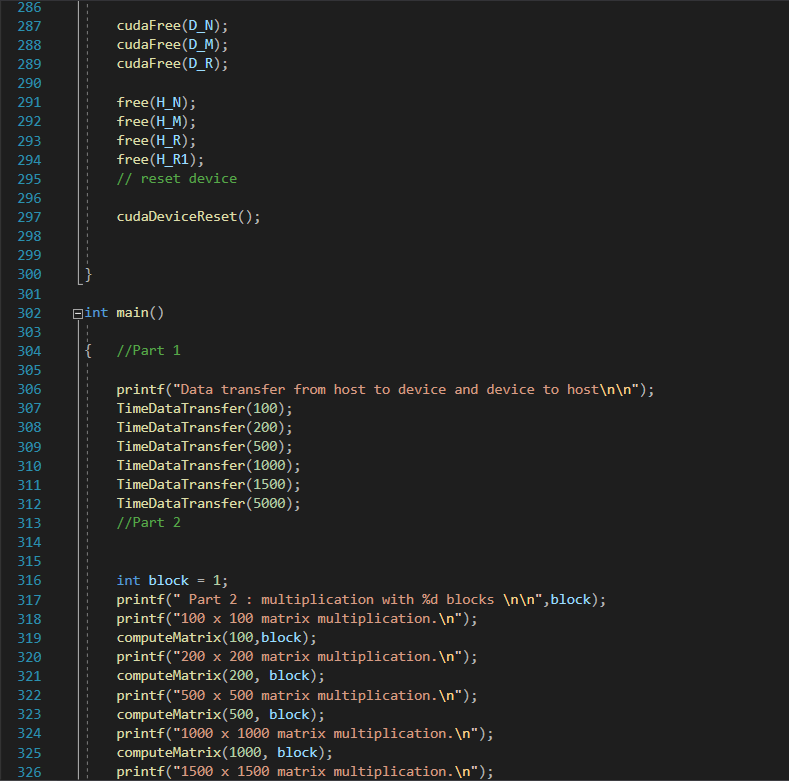 286
287 cudaFree(D_N);
288 cudaFree(D_M);
289 cudaFree(D_R);
290
291 free(H_N);
292 free(H_M);
293 free(H_R);
294 free(H_R1);
295 // reset device
296
297 cudaDeviceReset();
298
299
300 }
301
302 int main()
303
304 { //Part 1
305
306 printf("Data transfer from host to device and device to host\n\n");
307 TimeDataTransfer(100);
308 TimeDataTransfer(200);
309 TimeDataTransfer(500);
310 TimeDataTransfer(1000);
311 TimeDataTransfer(1500);
312 TimeDataTransfer(5000);
313 //Part 2
314
315
316 int block = 1;
317 printf(" Part 2 : multiplication with %d blocks \n\n",block);
318 printf("100 x 100 matrix multiplication.\n");
319 computeMatrix(100,block);
320 printf("200 x 200 matrix multiplication.\n");
321 computeMatrix(200, block);
322 printf("500 x 500 matrix multiplication.\n");
323 computeMatrix(500, block);
324 printf("1000 x 1000 matrix multiplication.\n");
325 computeMatrix(1000, block);
326 printf("1500 x 1500 matrix multiplication.\n");